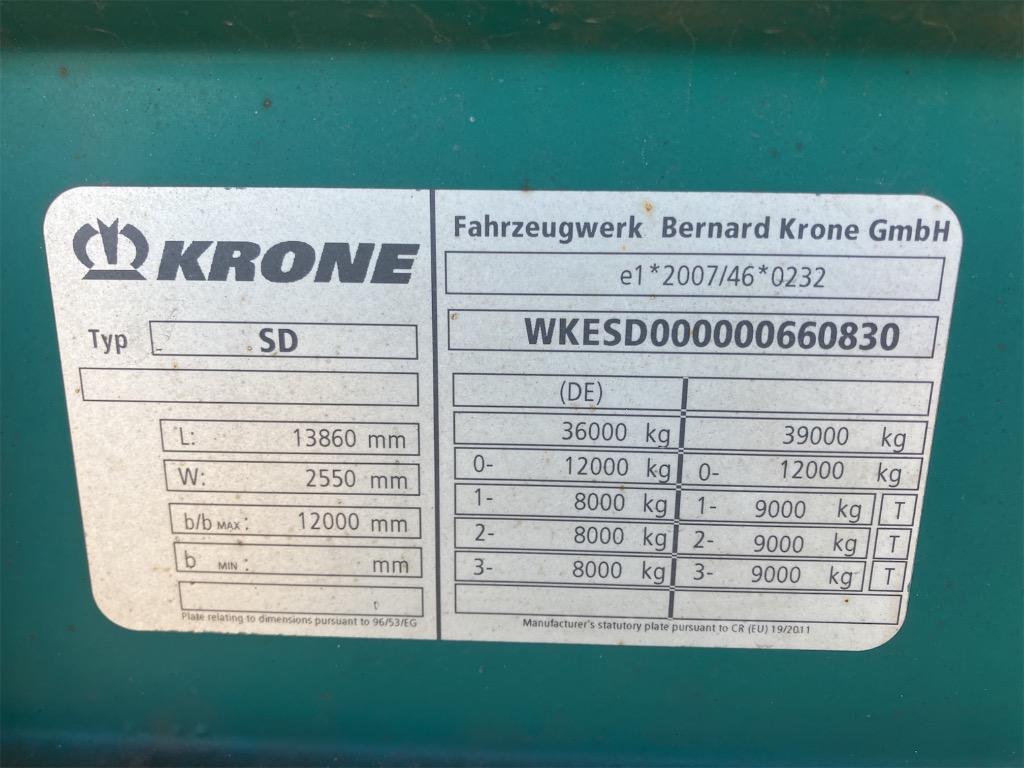 KRONE
Typ SD
L: 13860 mm
W: 2550 mm
b/b MAX : 12000 mm
b MIN : mm
Plate relating to dimensions pursuant to 96/53/EG
Fahrzeugwerk Bernard Krone GmbH
e1*2007/46*0232
WKESD000000660830
(DE)
36000 kg 39000 kg
0- 12000 kg 0- 12000 kg
1- 8000 kg 1- 9000 kg T
2- 8000 kg 2- 9000 kg T
3- 8000 kg 3- 9000 kg T
Manufacturer's statutory plate pursuant to CR (EU) 19/2011